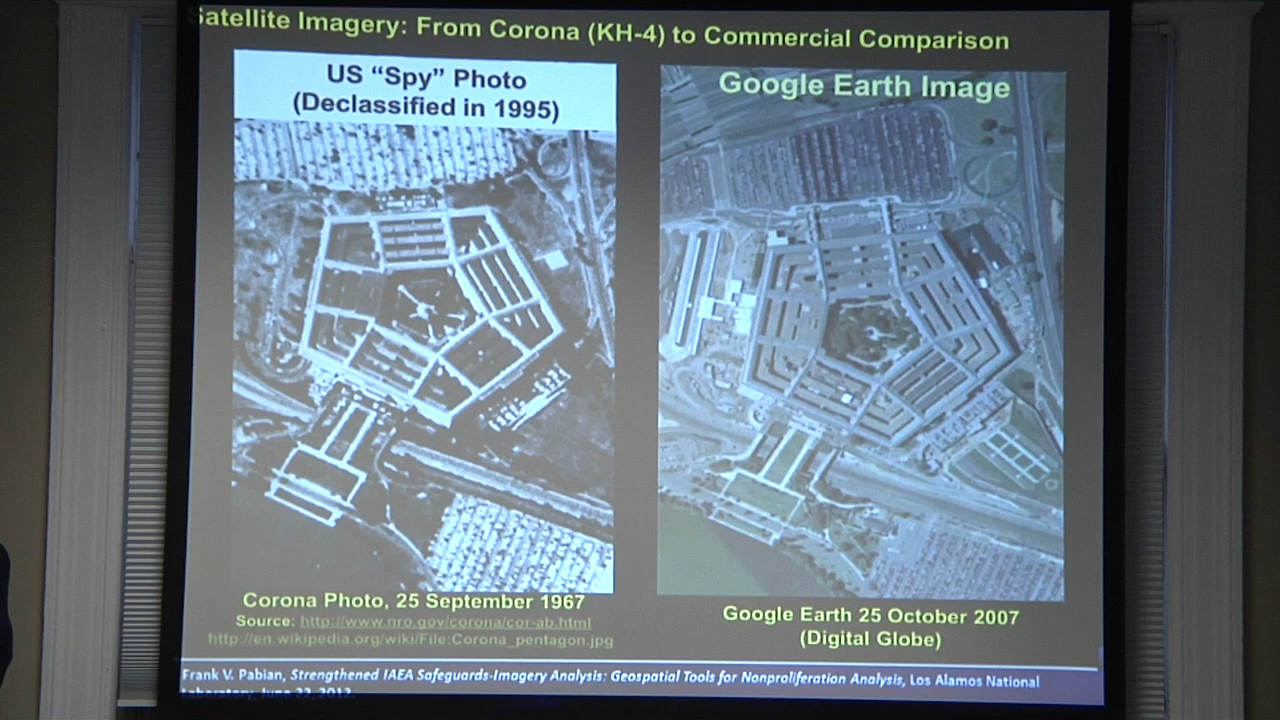 Satellite Imagery: From Corona (KH-4) to Commercial Comparison
US “Spy” Photo
(Declassified in 1995)
Google Earth Image
Corona Photo, 25 September 1967
Source: http://www.nro.gov/corona/cor-ab.html
http://en.wikipedia.org/wiki/File:Corona_pentagon.jpg
Google Earth 25 October 2007
(Digital Globe)
Frank V. Pabian, Strengthened IAEA Safeguards-Imagery Analysis: Geospatial Tools for Nonproliferation Analysis, Los Alamos National
Laboratory, June 22, 2012.